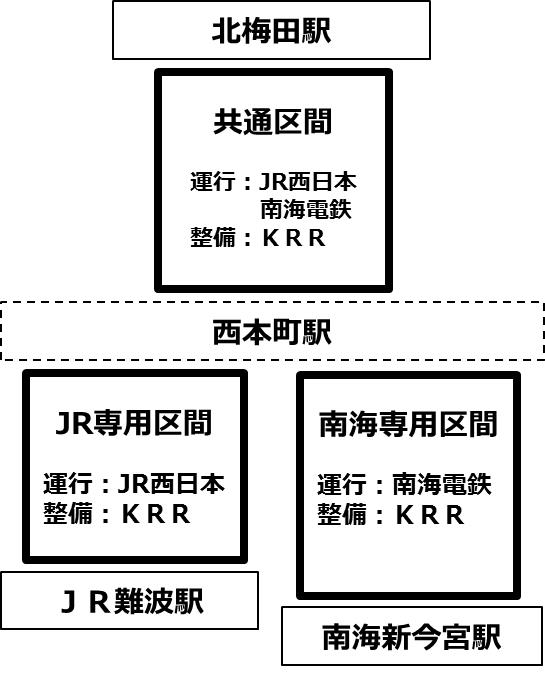 北梅田駅
共通区間
運行：JR西日本
南海電鉄
整備：ＫＲＲ
西本町駅
JR専用区間
運行：JR西日本
整備：ＫＲＲ
ＪＲ難波駅
南海専用区間
運行：南海電鉄
整備：ＫＲＲ
南海新今宮駅